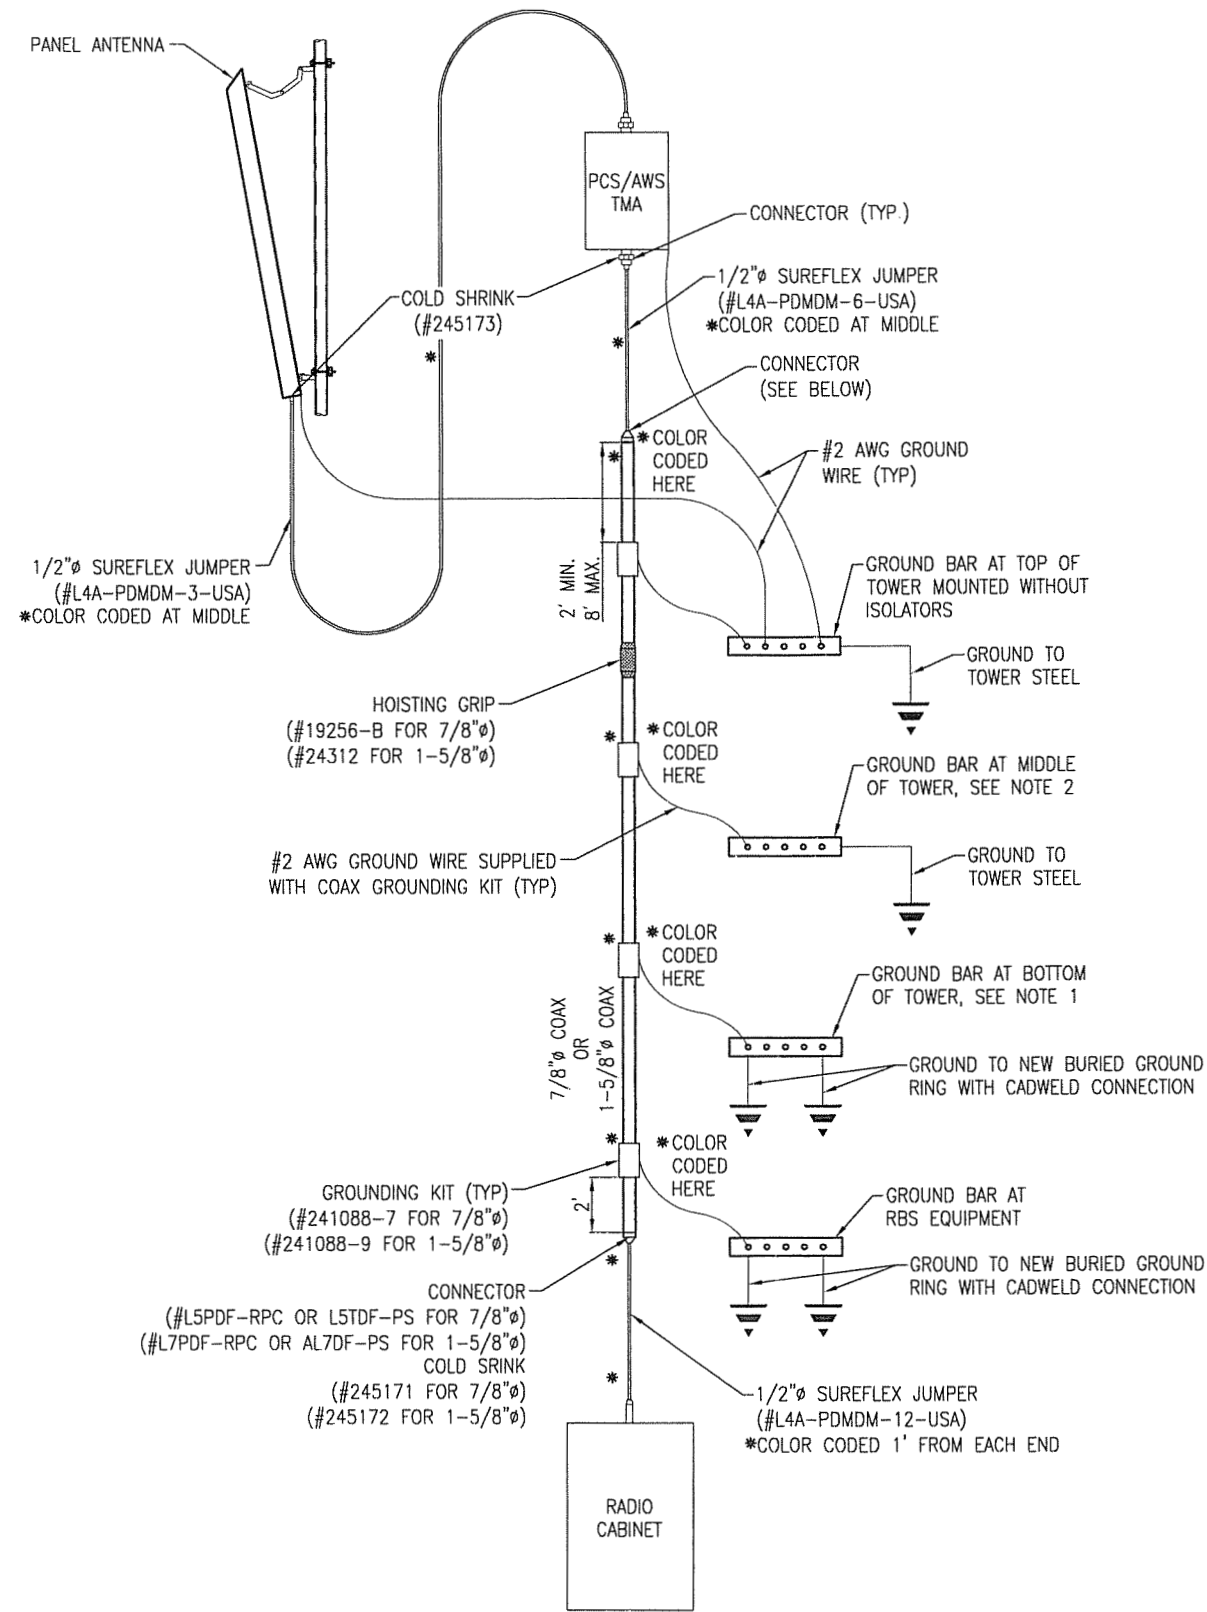 PANEL ANTENNA
PCS/AWS
TMA
CONNECTOR (TYP.)
1/2"ø SUREFLEX JUMPER
(#L4A-PDMDM-6-USA)
*COLOR CODED AT MIDDLE
COLD SHRINK
(#245173)
*
*
CONNECTOR
(SEE BELOW)
*
*COLOR
CODED
HERE
#2 AWG GROUND
WIRE (TYP)
1/2"ø SUREFLEX JUMPER
(#L4A-PDMDM-3-USA)
*COLOR CODED AT MIDDLE
2' MIN.
8' MAX.
GROUND BAR AT TOP OF
TOWER MOUNTED WITHOUT
ISOLATORS
GROUND TO
TOWER STEEL
HOISTING GRIP
(#19256-B FOR 7/8"ø)
(#24312 FOR 1-5/8"ø)
*
*COLOR
CODED
HERE
GROUND BAR AT MIDDLE
OF TOWER, SEE NOTE 2
#2 AWG GROUND WIRE SUPPLIED
WITH COAX GROUNDING KIT (TYP)
GROUND TO
TOWER STEEL
*
*COLOR
CODED
HERE
GROUND BAR AT BOTTOM
OF TOWER, SEE NOTE 1
7/8"ø COAX
OR
1-5/8"ø COAX
GROUND TO NEW BURIED GROUND
RING WITH CADWELD CONNECTION
*
*COLOR
CODED
HERE
GROUNDING KIT (TYP)
(#241088-7 FOR 7/8"ø)
(#241088-9 FOR 1-5/8"ø)
2'
GROUND BAR AT
RBS EQUIPMENT
*
GROUND TO NEW BURIED GROUND
RING WITH CADWELD CONNECTION
CONNECTOR
(#L5PDF-RPC OR L5TDF-PS FOR 7/8"ø)
(#L7PDF-RPC OR AL7DF-PS FOR 1-5/8"ø)
COLD SRINK
(#245171 FOR 7/8"ø)
(#245172 FOR 1-5/8"ø)
*
1/2"ø SUREFLEX JUMPER
(#L4A-PDMDM-12-USA)
*COLOR CODED 1' FROM EACH END
RADIO
CABINET